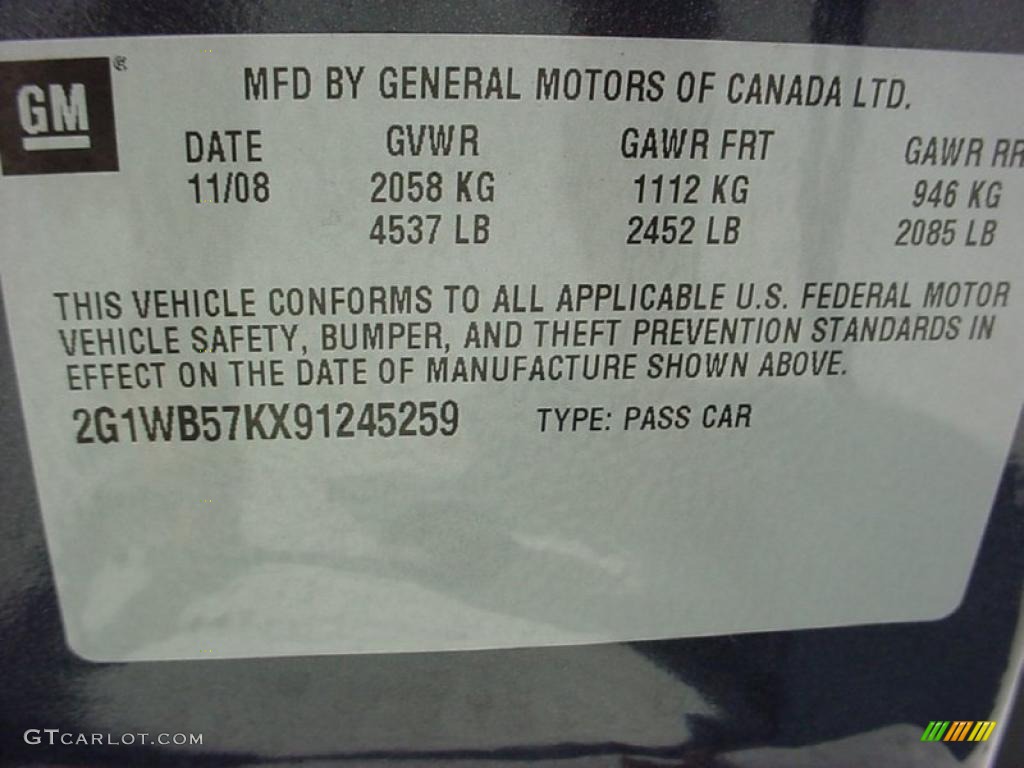 GM ®
MFD BY GENERAL MOTORS OF CANADA LTD.
DATE GVWR GAWR FRT GAWR RR
11/08 2058 KG 1112 KG 946 KG
4537 LB 2452 LB 2085 LB
THIS VEHICLE CONFORMS TO ALL APPLICABLE U.S. FEDERAL MOTOR
VEHICLE SAFETY, BUMPER, AND THEFT PREVENTION STANDARDS IN
EFFECT ON THE DATE OF MANUFACTURE SHOWN ABOVE.
2G1WB57KX91245259 TYPE: PASS CAR
GTCARLOT.COM